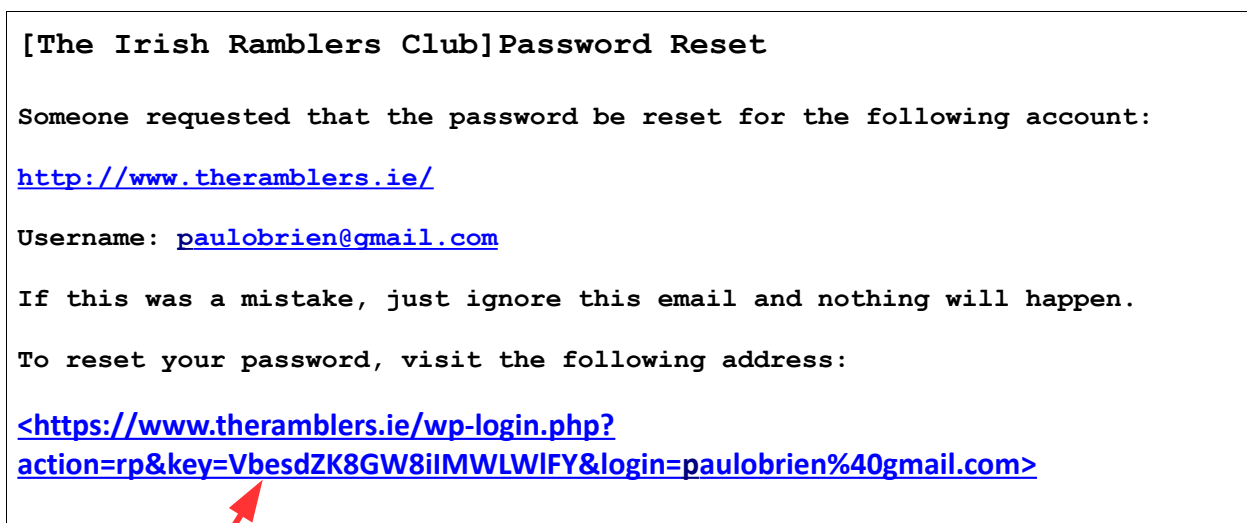 [The Irish Ramblers Club]Password Reset
Someone requested that the password be reset for the following account:
http://www.theramblers.ie/
Username: paulobrien@gmail.com
If this was a mistake, just ignore this email and nothing will happen.
To reset your password, visit the following address:
<https://www.theramblers.ie/wp-login.php?
action=rp&key=VbesdZK8GW8iIMWLWlFY&login=paulobrien%40gmail.com>